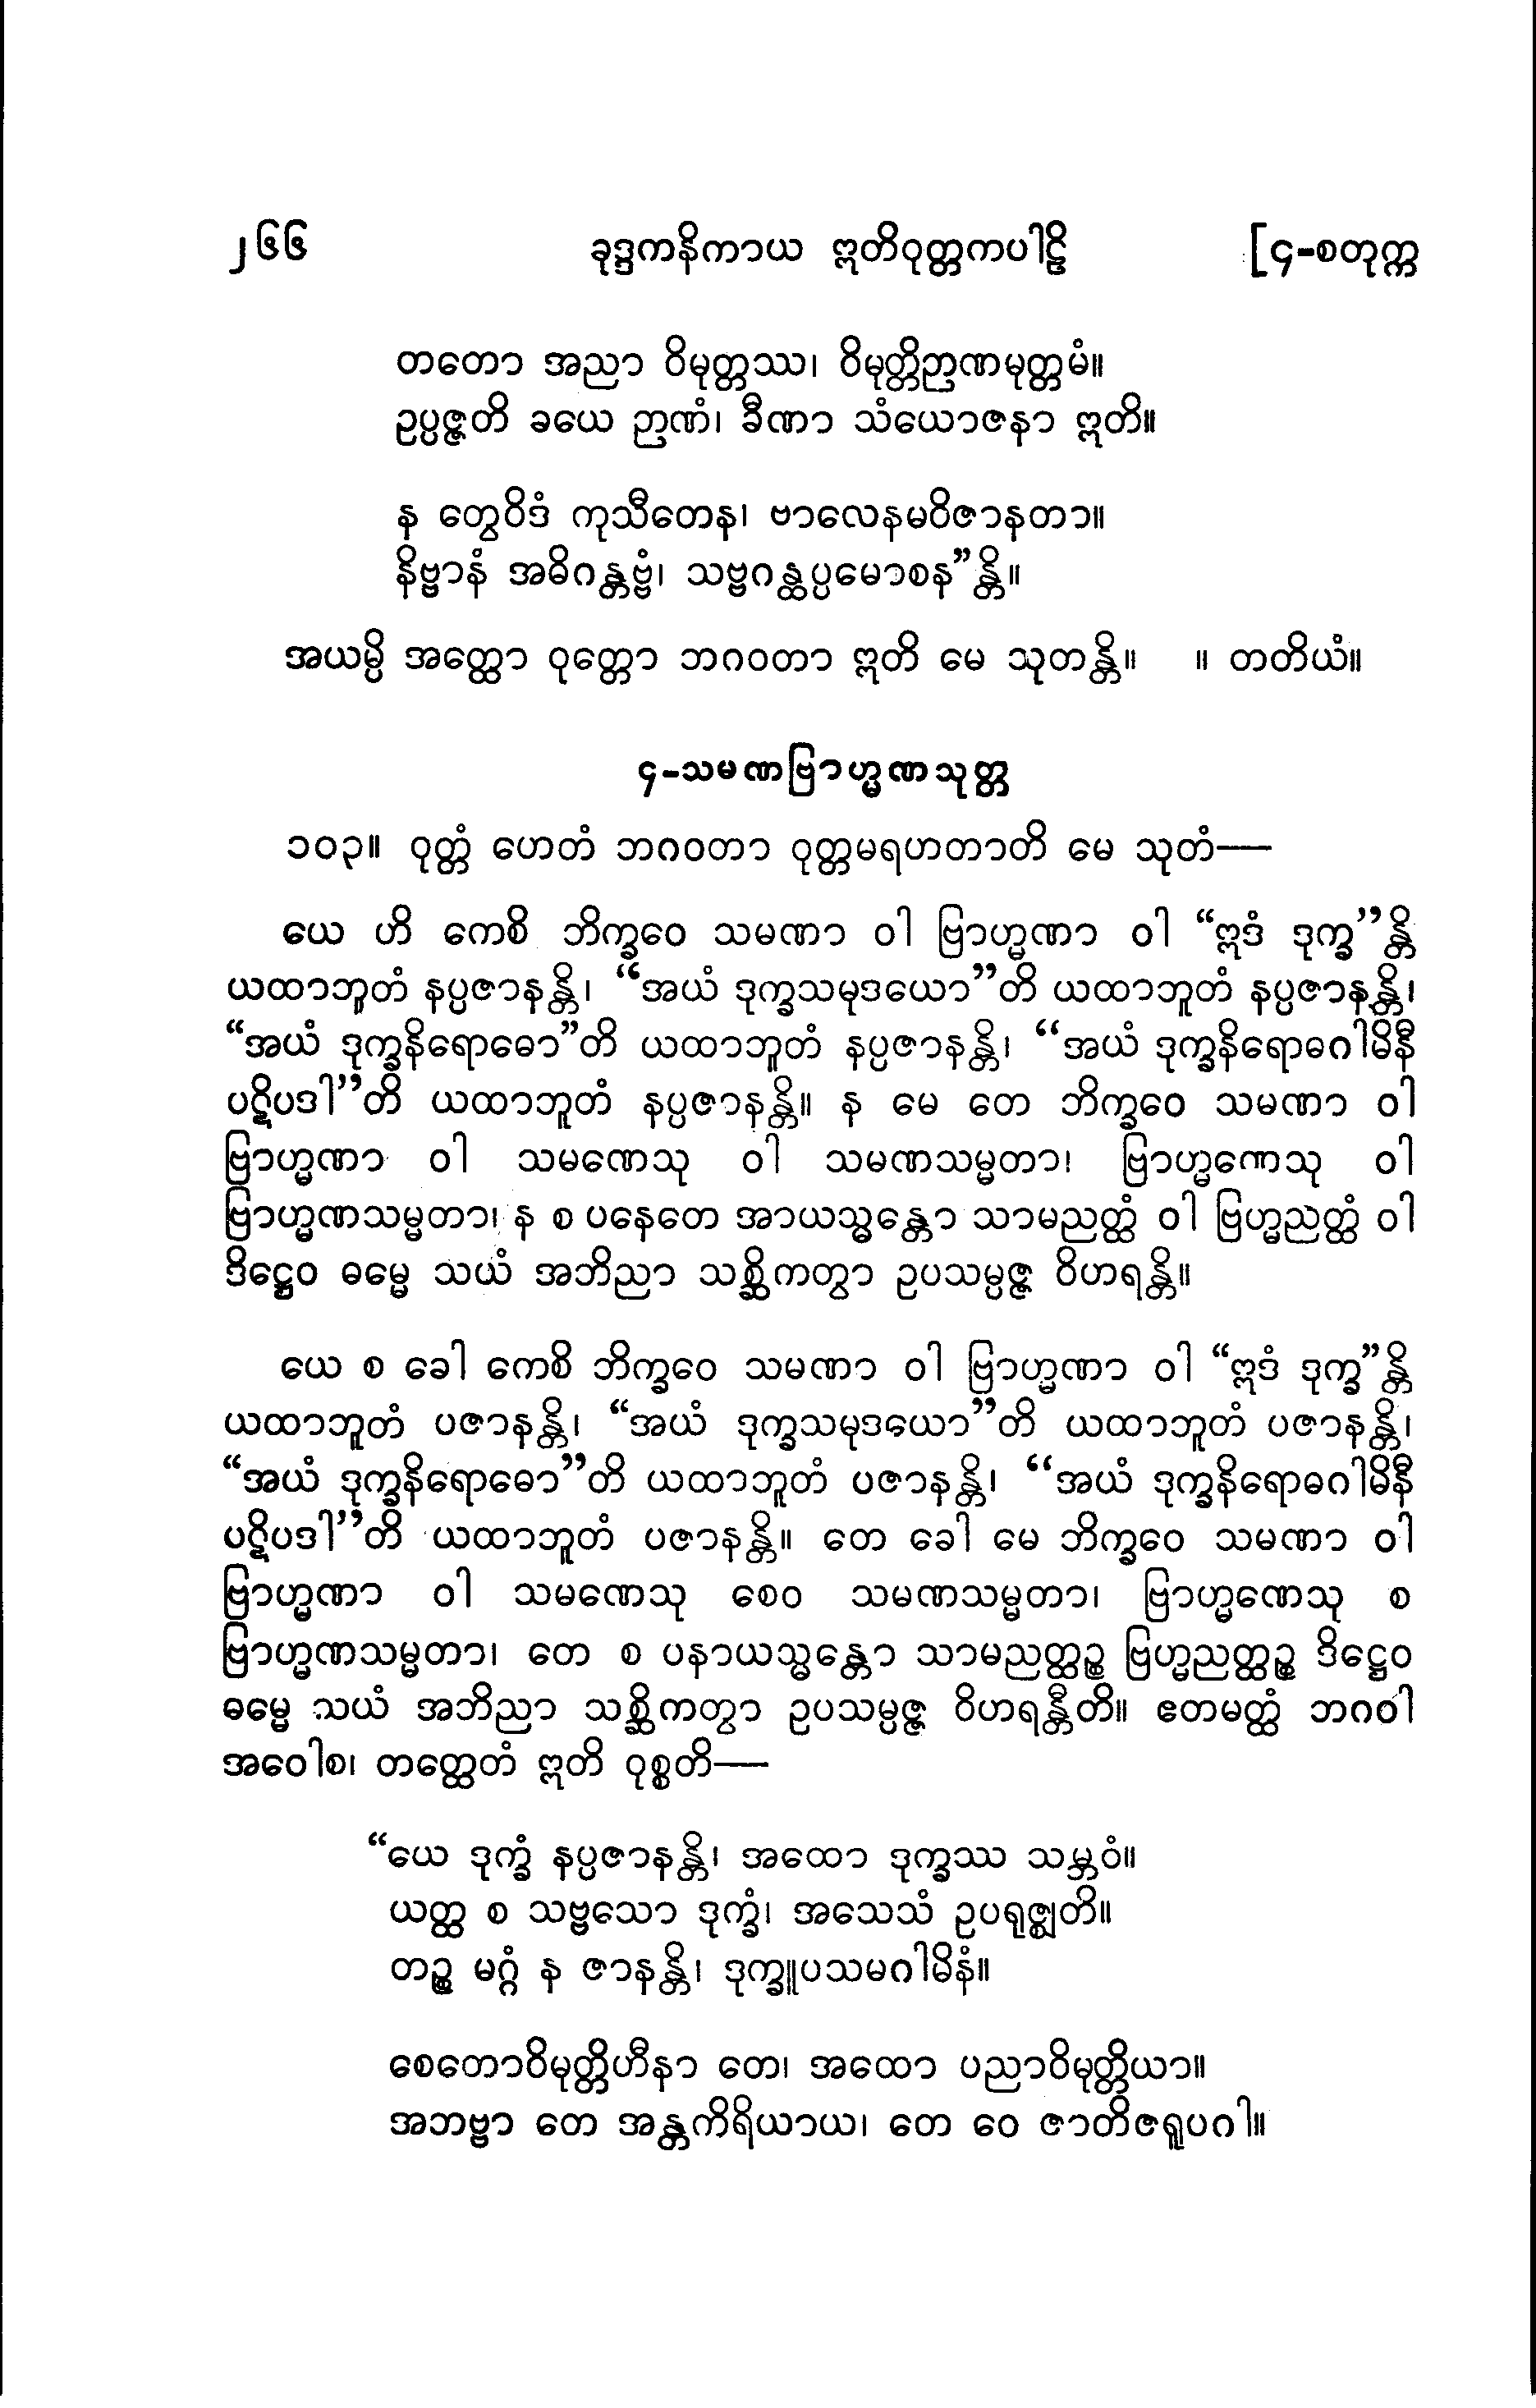 ၂၆၆ ခုဒ္ဒကနိကာယ ဣတိဝုတ္တကပါဠိ [၄-စတုက္က
တတော အညာ ဝိမုတ္တဿ၊ ဝိမုတ္တိဉာဏမုတ္တမံ။
ဥပ္ပဇ္ဇတိ ခယေ ဉာဏံ၊ ခီဏာ သံယောဇနာ ဣတိ။
န တွေဝိဒံ ကုသီတေန၊ ဗာလေနမဝိဇာနတာ။
နိဗ္ဗာနံ အဓိဂန္တဗ္ဗံ၊ သဗ္ဗဂန္ထပ္ပမောစန”န္တိ။
အယမ္ပိ အတ္ထော ဝုတ္တော ဘဂဝတာ ဣတိ မေ သုတန္တိ။ ။ တတိယံ။
၄-သမဏဗြာဟ္မဏသုတ္တ
၁၀၃။ ဝုတ္တံ ဟေတံ ဘဂဝတာ ဝုတ္တမရဟတာတိ မေ သုတံ—
ယေ ဟိ ကေစိ ဘိက္ခဝေ သမဏာ ဝါ ဗြာဟ္မဏာ ဝါ “ဣဒံ ဒုက္ခ”န္တိ
ယထာဘူတံ နပ္ပဇာနန္တိ၊ “အယံ ဒုက္ခသမုဒယော”တိ ယထာဘူတံ နပ္ပဇာနန္တိ၊
“အယံ ဒုက္ခနိရောဓော”တိ ယထာဘူတံ နပ္ပဇာနန္တိ၊ “အယံ ဒုက္ခနိရောဓဂါမိနီ
ပဋိပဒါ”တိ ယထာဘူတံ နပ္ပဇာနန္တိ။ န မေ တေ ဘိက္ခဝေ သမဏာ ဝါ
ဗြာဟ္မဏာ ဝါ သမဏေသု ဝါ သမဏသမ္မတာ၊ ဗြာဟ္မဏေသု ဝါ
ဗြာဟ္မဏသမ္မတာ၊ န စ ပနေတေ အာယသ္မန္တော သာမညတ္ထံ ဝါ ဗြဟ္မညတ္ထံ ဝါ
ဒိဋ္ဌေဝ ဓမ္မေ သယံ အဘိညာ သစ္ဆိကတွာ ဥပသမ္ပဇ္ဇ ဝိဟရန္တိ။
ယေ စ ခေါ ကေစိ ဘိက္ခဝေ သမဏာ ဝါ ဗြာဟ္မဏာ ဝါ “ဣဒံ ဒုက္ခ”န္တိ
ယထာဘူတံ ပဇာနန္တိ၊ “အယံ ဒုက္ခသမုဒယော”တိ ယထာဘူတံ ပဇာနန္တိ၊
“အယံ ဒုက္ခနိရောဓော”တိ ယထာဘူတံ ပဇာနန္တိ၊ “အယံ ဒုက္ခနိရောဓဂါမိနီ
ပဋိပဒါ”တိ ယထာဘူတံ ပဇာနန္တိ။ တေ ခေါ မေ ဘိက္ခဝေ သမဏာ ဝါ
ဗြာဟ္မဏာ ဝါ သမဏေသု စေဝ သမဏသမ္မတာ၊ ဗြာဟ္မဏေသု စ
ဗြာဟ္မဏသမ္မတာ၊ တေ စ ပနာယသ္မန္တော သာမညတ္ထဉ္စ ဗြဟ္မညတ္ထဉ္စ ဒိဋ္ဌေဝ
ဓမ္မေ သယံ အဘိညာ သစ္ဆိကတွာ ဥပသမ္ပဇ္ဇ ဝိဟရန္တီတိ။ ဧတမတ္ထံ ဘဂဝါ
အဝေါစ၊ တတ္ထေတံ ဣတိ ဝုစ္စတိ—
“ယေ ဒုက္ခံ နပ္ပဇာနန္တိ၊ အထော ဒုက္ခဿ သမ္ဘဝံ။
ယတ္ထ စ သဗ္ဗသော ဒုက္ခံ၊ အသေသံ ဥပရုဇ္ဈတိ။
တဉ္စ မဂ္ဂံ န ဇာနန္တိ၊ ဒုက္ခူပသမဂါမိနံ။
စေတောဝိမုတ္တိဟီနာ တေ၊ အထော ပညာဝိမုတ္တိယာ။
အဘဗ္ဗာ တေ အန္တကိရိယာယ၊ တေ ဝေ ဇာတိဇရူပဂါ။